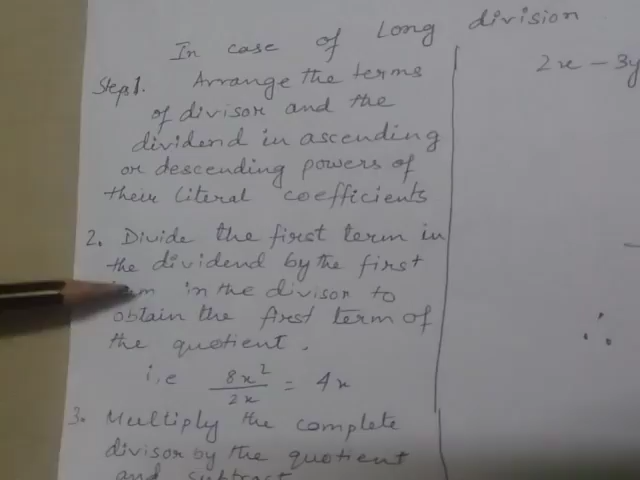 In case of Long division
Steps1. Arrange the terms
of divisor and the
dividend in ascending
or descending powers of
their literal coefficients
2. Divide the first term in
the dividend by the first
in the divisor to
obtain the first term of
the quotient.
i.e 8x²/2x = 4x
3. Multiply the complete
divisor by the quotient
and subtract
2x - 3y
∴